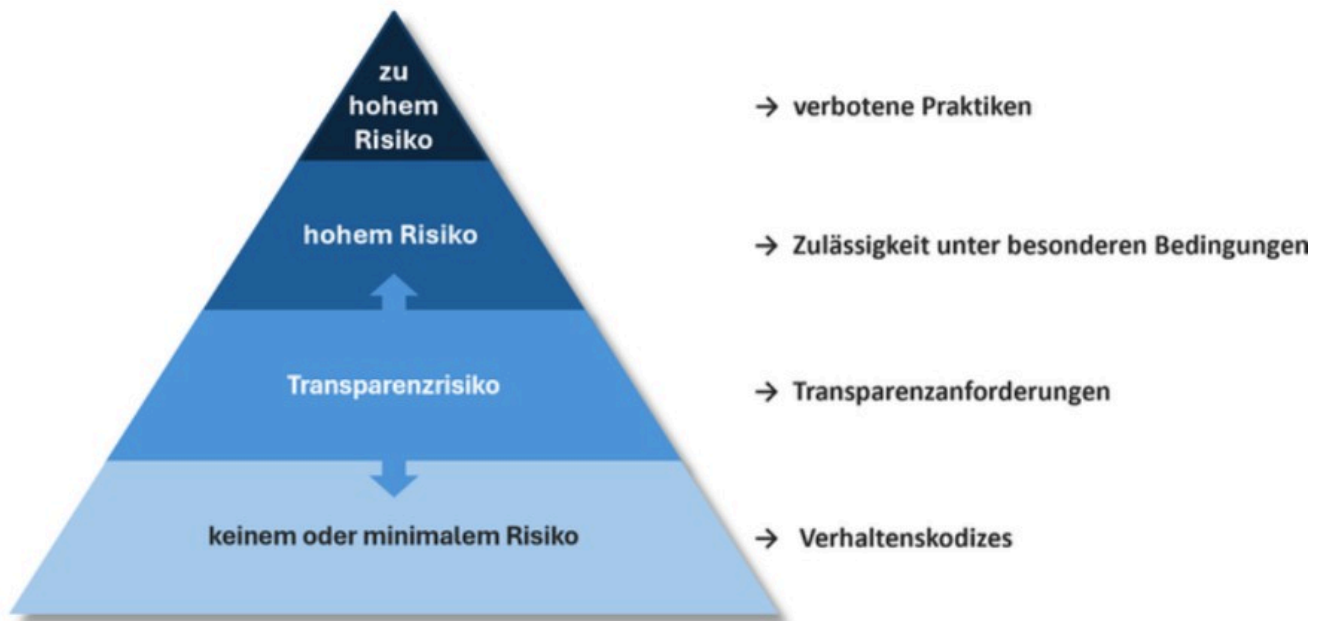 zu
hohem
Risiko
→ verbotene Praktiken
hohem Risiko
→ Zulässigkeit unter besonderen Bedingungen
Transparenzrisiko
→ Transparenzanforderungen
keinem oder minimalem Risiko
→ Verhaltenskodizes